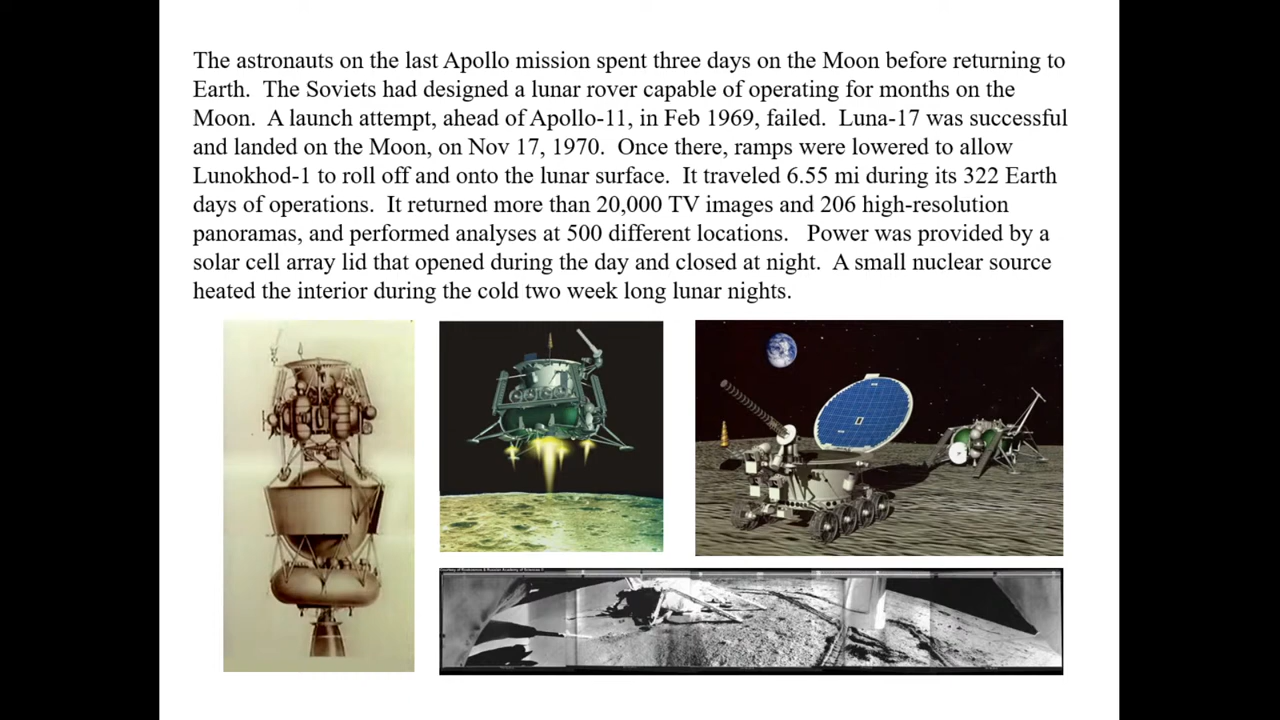 The astronauts on the last Apollo mission spent three days on the Moon before returning to
Earth. The Soviets had designed a lunar rover capable of operating for months on the
Moon. A launch attempt, ahead of Apollo-11, in Feb 1969, failed. Luna-17 was successful
and landed on the Moon, on Nov 17, 1970. Once there, ramps were lowered to allow
Lunokhod-1 to roll off and onto the lunar surface. It traveled 6.55 mi during its 322 Earth
days of operations. It returned more than 20,000 TV images and 206 high-resolution
panoramas, and performed analyses at 500 different locations. Power was provided by a
solar cell array lid that opened during the day and closed at night. A small nuclear source
heated the interior during the cold two week long lunar nights.